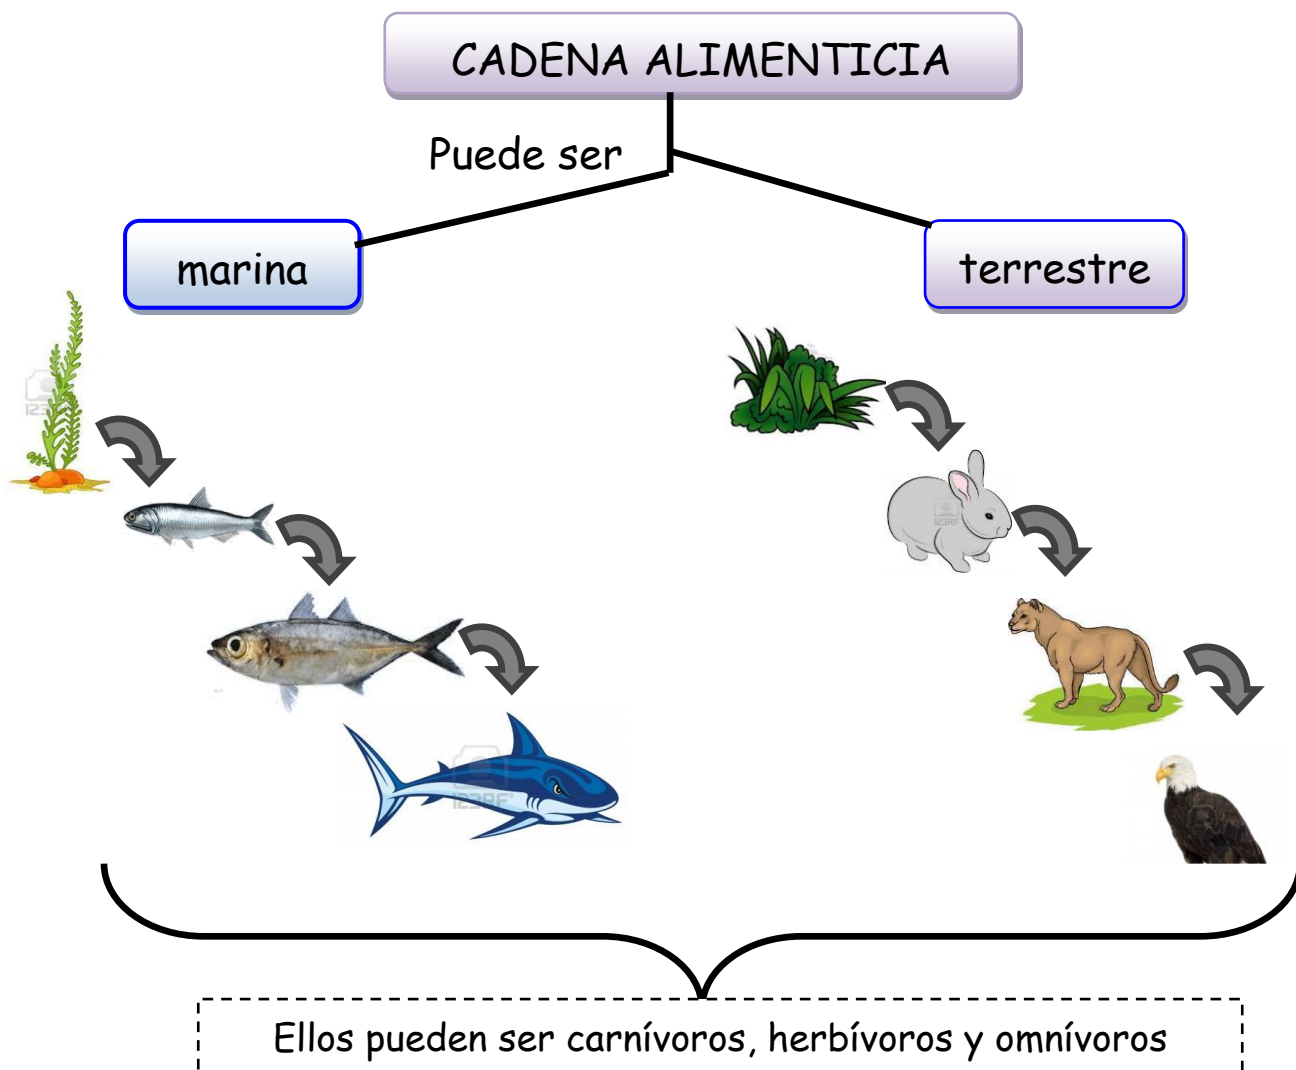 CADENA ALIMENTICIA
Puede ser
marina
terrestre
Ellos pueden ser carnívoros, herbívoros y omnívoros